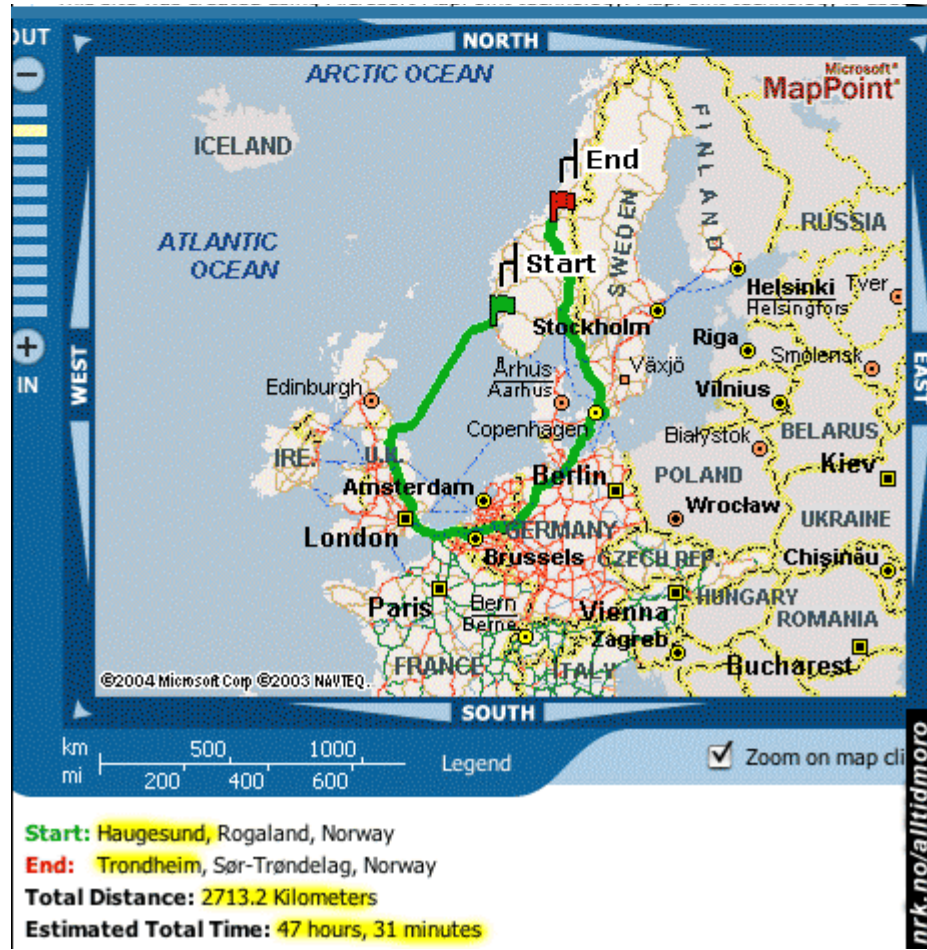 OUT
NORTH
Microsoft®
MapPoint®
ARCTIC OCEAN
ICELAND
FINLAND
End
SWEDEN
RUSSIA
ATLANTIC
OCEAN
Start
Helsinki
Helsingfors
Tver
Stockholm
Riga
IN
WEST
EAST
Århus
Aarhus
Växjö
Smolensk
Edinburgh
Vilnius
Copenhagen
Białystok
BELARUS
IRE.
U.K.
Berlin
POLAND
Kiev
Amsterdam
Wrocław
UKRAINE
London
GERMANY
Brussels
CZECH REP.
Chişinău
Paris
Bern
Berne
Vienna
HUNGARY
ROMANIA
Zagreb
FRANCE
ITALY
Bucharest
©2004 Microsoft Corp ©2003 NAVTEQ.
SOUTH
km 500 1000
mi 200 400 600
Legend
Zoom on map cli
nrk.no/alltidmoro
Start: Haugesund, Rogaland, Norway
End: Trondheim, Sør-Trøndelag, Norway
Total Distance: 2713.2 Kilometers
Estimated Total Time: 47 hours, 31 minutes